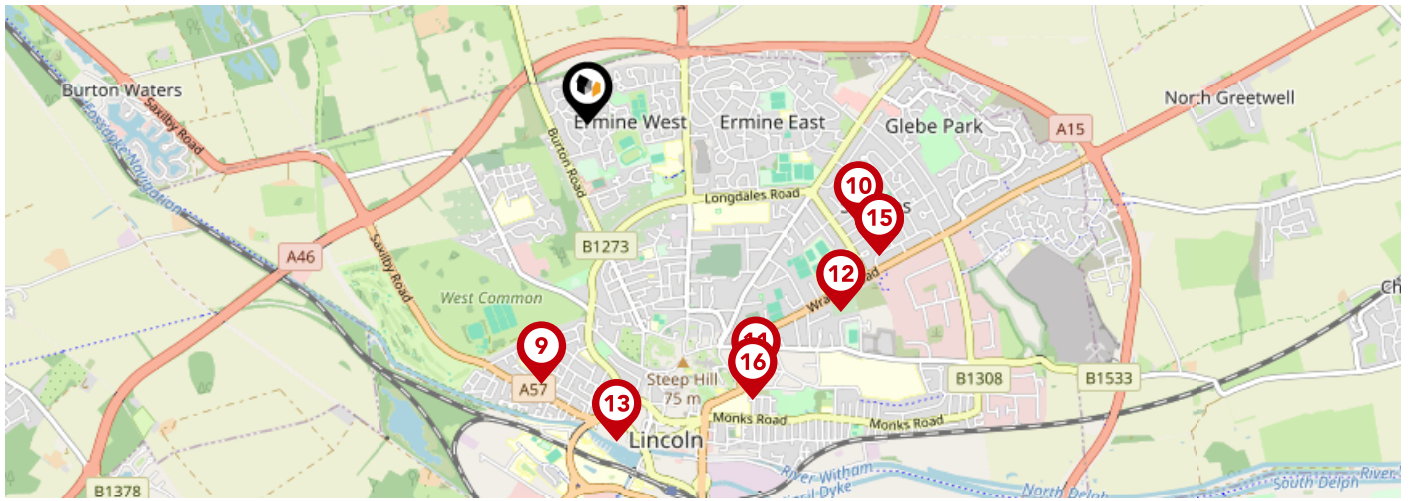 Burton Waters
Saxilby Road
Fossdyke Navigation
Burton Road
Ermine West
Ermine East
Glebe Park
A15
North Greetwell
Longdales Road
10
15
B1273
A46
Saxilby Road
West Common
12
9
16
A57
Steep Hill
75 m
B1308
B1533
13
Monks Road
Monks Road
Lincoln
River Witham
North Delph
South Delph
B1378